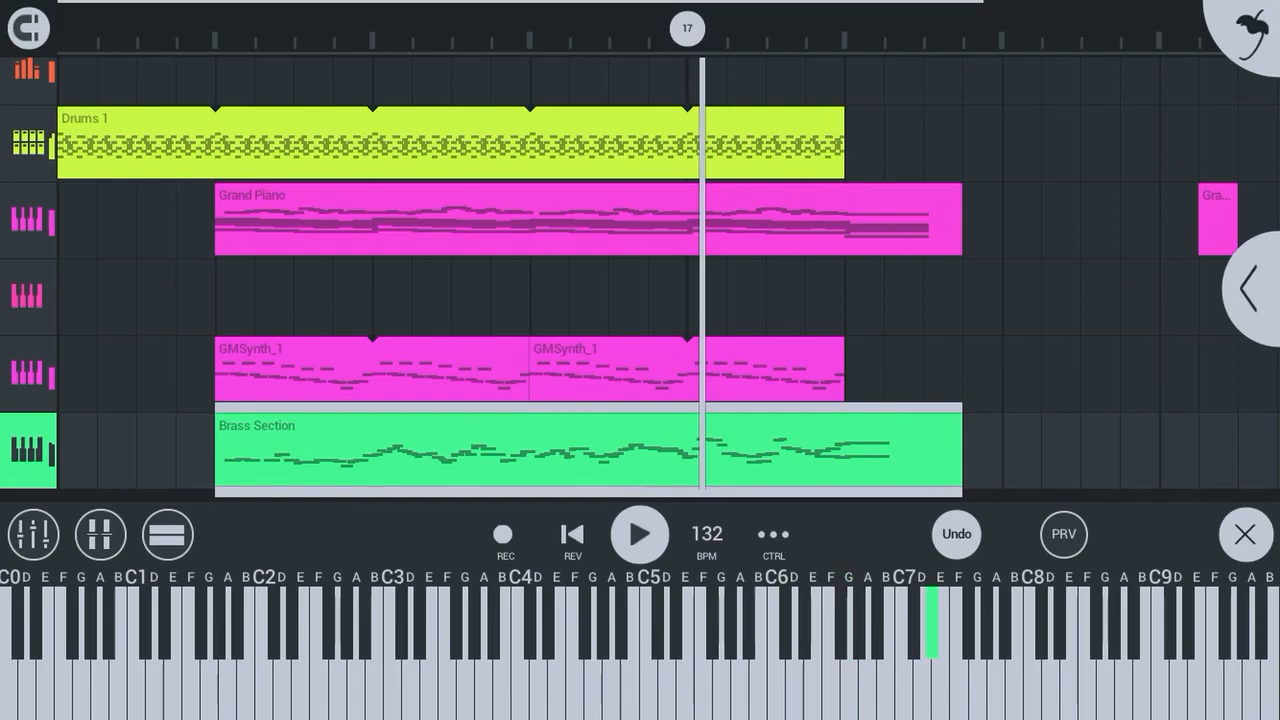 17
Drums 1
Grand Piano
Gra...
GMSynth_1
GMSynth_1
Brass Section
132
Undo
PRV
REC
REV
BPM
CTRL
C0 D E F G A B C1 D E F G A B C2 D E F G A B C3 D E F G A B C4 D E F G A B C5 D E F G A B C6 D E F G A B C7 D E F G A B C8 D E F G A B C9 D E F G A B